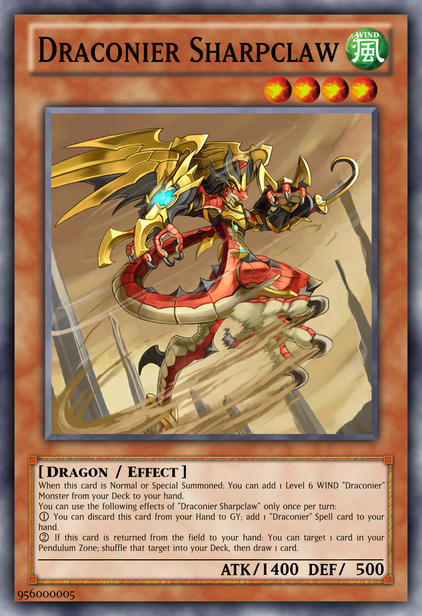 DRACONIER SHARPCLAW
WIND
風
[ DRAGON / EFFECT ]
When this card is Normal or Special Summoned: You can add 1 Level 6 WIND "Draconier"
Monster from your Deck to your hand.
You can use the following effects of "Draconier Sharpclaw" only once per turn:
① You can discard this card from your Hand to GY; add 1 "Draconier" Spell card to your
hand.
② If this card is returned from the field to your hand: You can target 1 card in your
Pendulum Zone; shuffle that target into your Deck, then draw 1 card.
ATK/1400 DEF/ 500
956000005